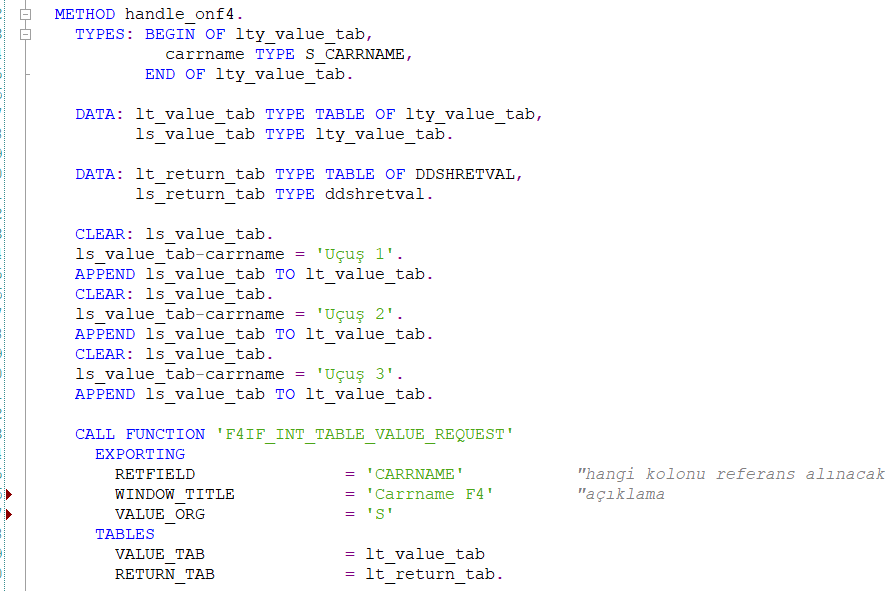 METHOD handle_onf4.
TYPES: BEGIN OF lty_value_tab,
carrname TYPE S_CARRNAME,
END OF lty_value_tab.
DATA: lt_value_tab TYPE TABLE OF lty_value_tab,
ls_value_tab TYPE lty_value_tab.
DATA: lt_return_tab TYPE TABLE OF DDSHRETVAL,
ls_return_tab TYPE ddshretval.
CLEAR: ls_value_tab.
ls_value_tab-carrname = 'Uçuş 1'.
APPEND ls_value_tab TO lt_value_tab.
CLEAR: ls_value_tab.
ls_value_tab-carrname = 'Uçuş 2'.
APPEND ls_value_tab TO lt_value_tab.
CLEAR: ls_value_tab.
ls_value_tab-carrname = 'Uçuş 3'.
APPEND ls_value_tab TO lt_value_tab.
CALL FUNCTION 'F4IF_INT_TABLE_VALUE_REQUEST'
EXPORTING
RETFIELD = 'CARRNAME' "hangi kolonu referans alınacak
WINDOW_TITLE = 'Carrname F4' "açıklama
VALUE_ORG = 'S'
TABLES
VALUE_TAB = lt_value_tab
RETURN_TAB = lt_return_tab.